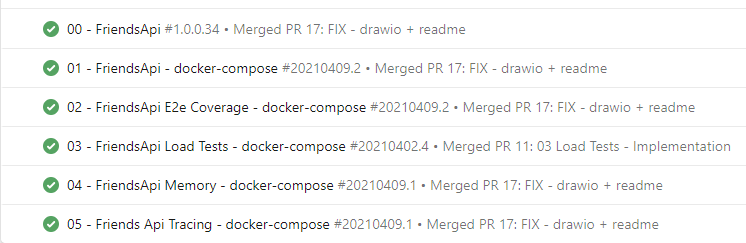 00 - FriendsApi #1.0.0.34 • Merged PR 17: FIX - drawio + readme
01 - FriendsApi - docker-compose #20210409.2 • Merged PR 17: FIX - drawio + readme
02 - FriendsApi E2e Coverage - docker-compose #20210409.2 • Merged PR 17: FIX - drawio + readme
03 - FriendsApi Load Tests - docker-compose #20210402.4 • Merged PR 11: 03 Load Tests - Implementation
04 - FriendsApi Memory - docker-compose #20210409.1 • Merged PR 17: FIX - drawio + readme
05 - Friends Api Tracing - docker-compose #20210409.1 • Merged PR 17: FIX - drawio + readme